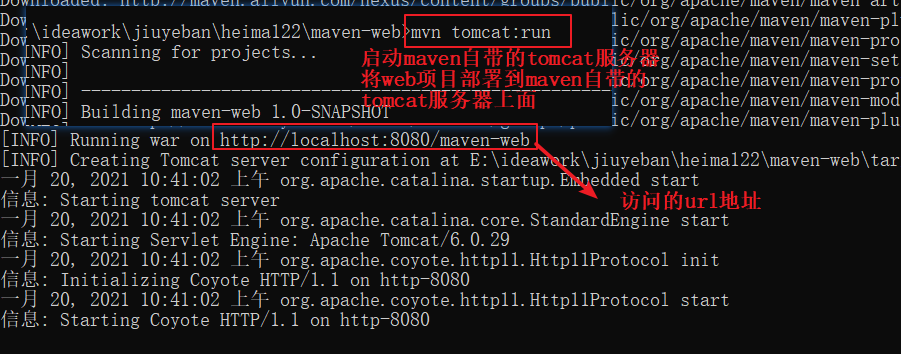 Downloaded: http://maven.aliyun.com/nexus/content/groups/public/org/apache/maven/maven-pa
:\ideawork\jiuyeban\heima122\maven-web>mvn tomcat:run
lic/org/apache/maven/maven-plu
Dow
[INFO] Scanning for projects...
启动maven自带的tomcat服务器
lic/org/apache/maven/maven-pro
Dow
[INFO]
将web项目部署到maven自带的
lic/org/apache/maven/maven-set
Dow
[INFO] ------------------------------------------------------------------------
tomcat服务器上面
lic/org/apache/maven/maven-pro
Dow
[INFO] Building maven-web 1.0-SNAPSHOT
lic/org/apache/maven/maven-mod
lic/org/apache/maven/maven-plu
[INFO] Running war on http://localhost:8080/maven-web
[INFO] Creating Tomcat server configuration at E:\ideawork\jiuyeban\heima122\maven-web\tar
一月 20, 2021 10:41:02 上午 org.apache.catalina.startup.Embedded start
信息: Starting tomcat server
访问的url地址
一月 20, 2021 10:41:02 上午 org.apache.catalina.core.StandardEngine start
信息: Starting Servlet Engine: Apache Tomcat/6.0.29
一月 20, 2021 10:41:02 上午 org.apache.coyote.http11.Http11Protocol init
信息: Initializing Coyote HTTP/1.1 on http-8080
一月 20, 2021 10:41:02 上午 org.apache.coyote.http11.Http11Protocol start
信息: Starting Coyote HTTP/1.1 on http-8080